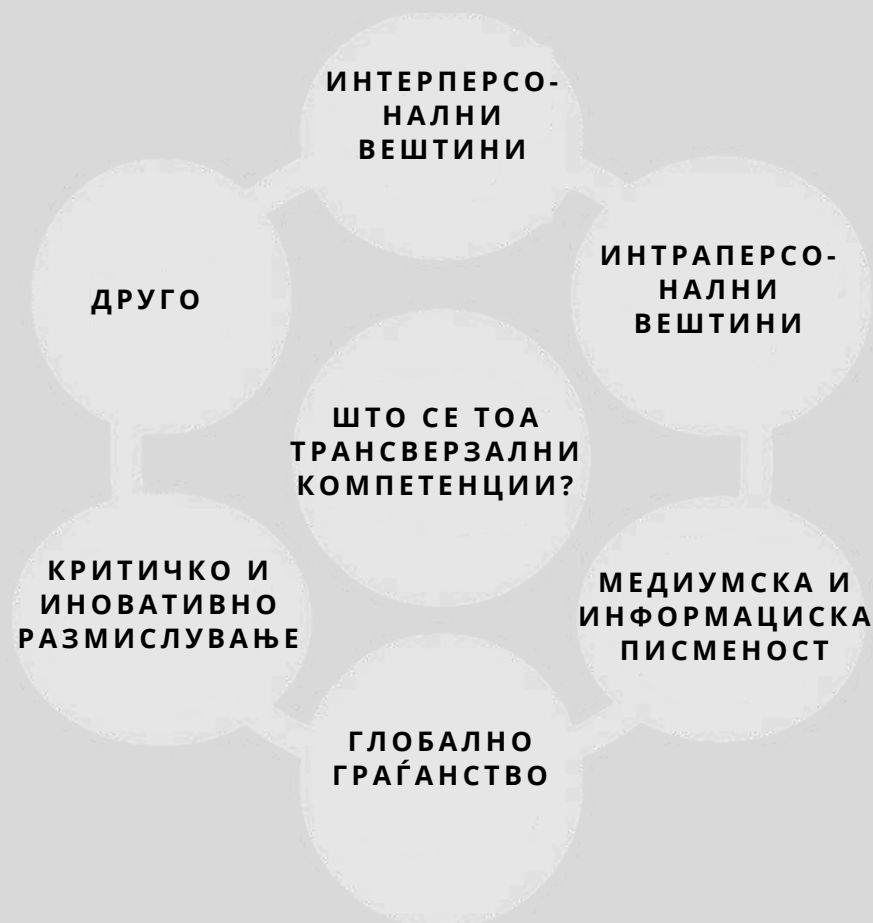 ИНТЕРПЕРСО-
НАЛНИ
ВЕШТИНИ
ИНТРАПЕРСО-
НАЛНИ
ВЕШТИНИ
ДРУГО
ШТО СЕ ТОА
ТРАНСВЕРЗАЛНИ
КОМПЕТЕНЦИИ?
КРИТИЧКО И
ИНОВАТИВНО
РАЗМИСЛУВАЊЕ
МЕДИУМСКА И
ИНФОРМАЦИСКА
ПИСМЕНОСТ
ГЛОБАЛНО
ГРАЃАНСТВО